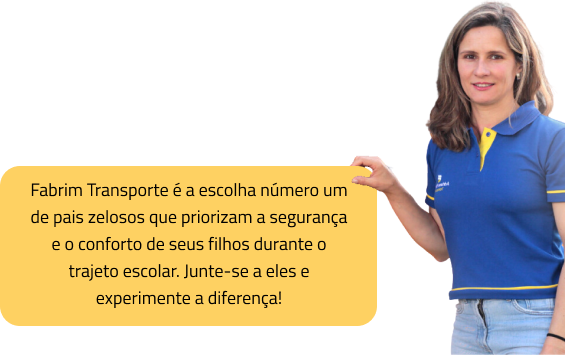 Fabrim Transporte é a escolha número um
de pais zelosos que priorizam a segurança
e o conforto de seus filhos durante o
trajeto escolar. Junte-se a eles e
experimente a diferença!